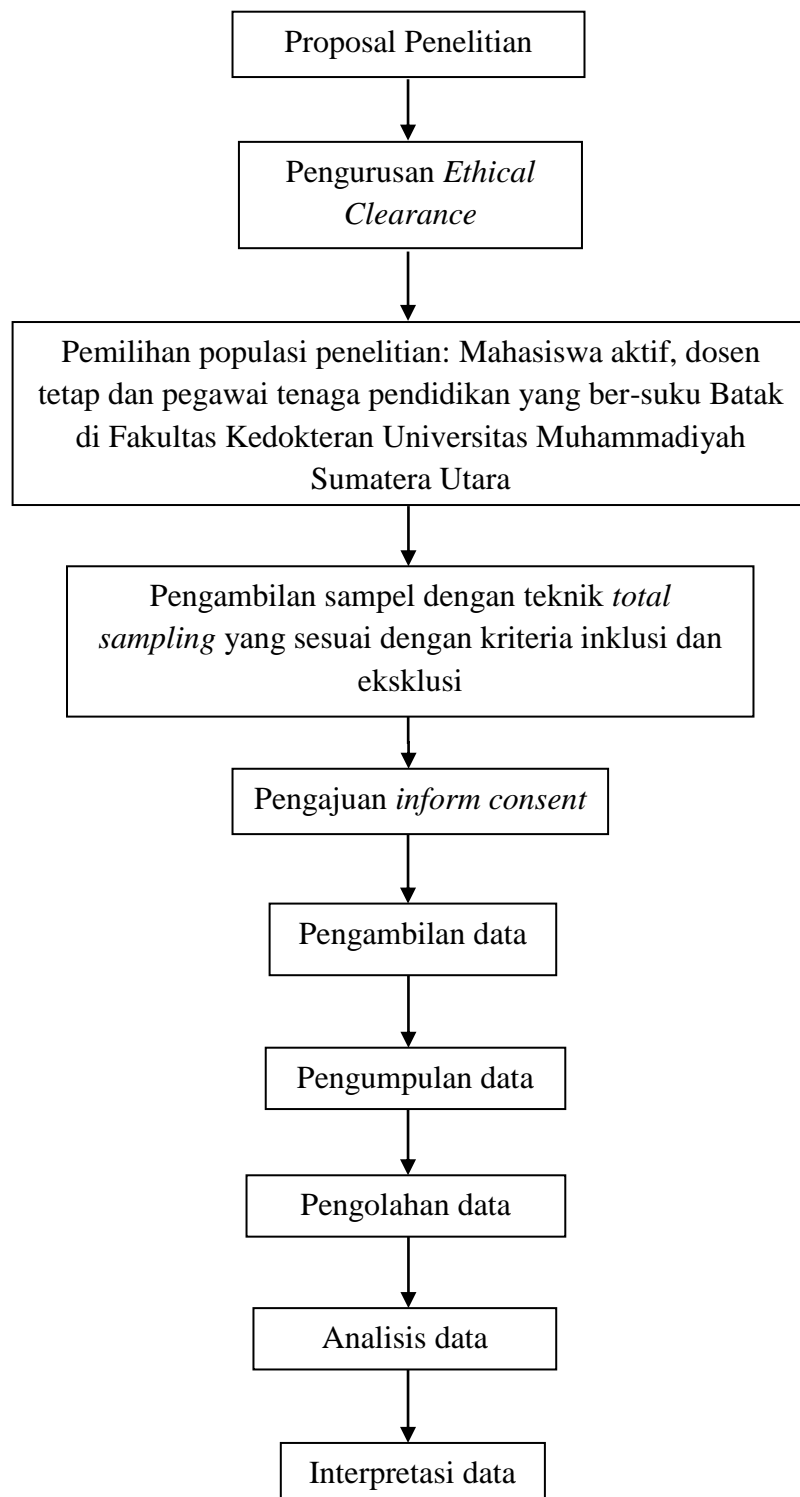 Proposal Penelitian
Pengurusan Ethical
Clearance
Pemilihan populasi penelitian: Mahasiswa aktif, dosen
tetap dan pegawai tenaga pendidikan yang ber-suku Batak
di Fakultas Kedokteran Universitas Muhammadiyah
Sumatera Utara
Pengambilan sampel dengan teknik total
sampling yang sesuai dengan kriteria inklusi dan
eksklusi
Pengajuan inform consent
Pengambilan data
Pengumpulan data
Pengolahan data
Analisis data
Interpretasi data